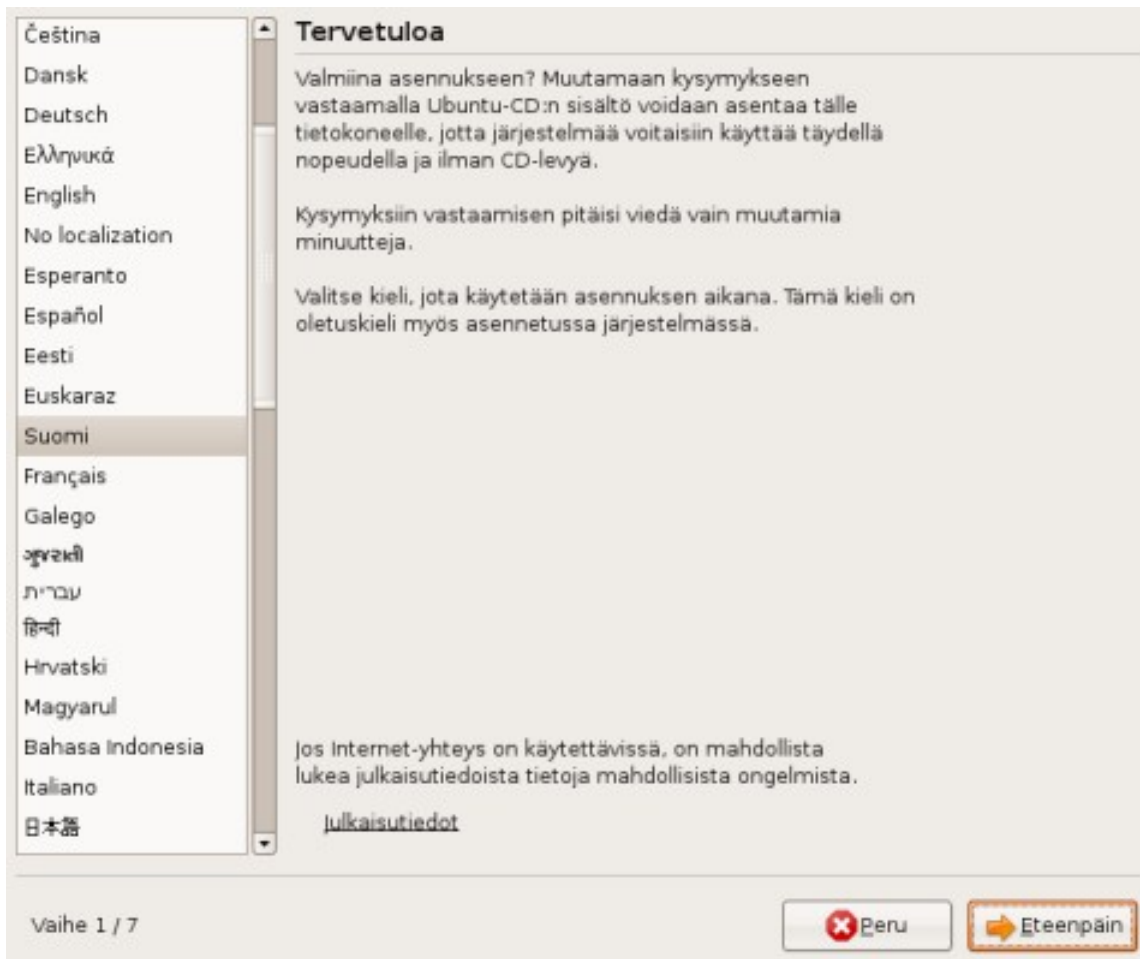 Čeština
Dansk
Deutsch
Ελληνικά
English
No localization
Esperanto
Español
Eesti
Euskaraz
Suomi
Français
Galego
ગુજરાતી
עברית
हिन्दी
Hrvatski
Magyarul
Bahasa Indonesia
Italiano
日本語
Tervetuloa
Valmiina asennukseen? Muutamaan kysymykseen
vastaamalla Ubuntu-CD:n sisältö voidaan asentaa tälle
tietokoneelle, jotta järjestelmää voitaisiin käyttää täydellä
nopeudella ja ilman CD-levyä.
Kysymyksiin vastaamisen pitäisi viedä vain muutamia
minuutteja.
Valitse kieli, jota käytetään asennuksen aikana. Tämä kieli on
oletuskieli myös asennetussa järjestelmässä.
Jos Internet-yhteys on käytettävissä, on mahdollista
lukea julkaisutiedoista tietoja mahdollisista ongelmista.
Julkaisutiedot
Vaihe 1 / 7
Peru
Eteenpäin